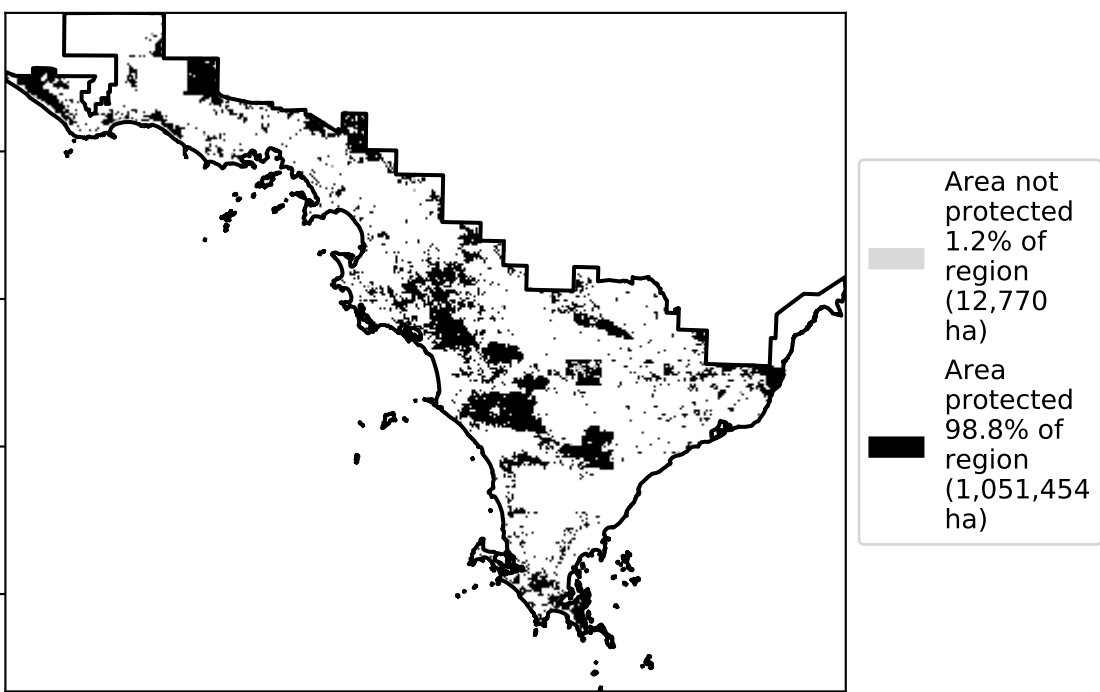 Area not
protected
1.2% of
region
(12,770
ha)
Area
protected
98.8% of
region
(1,051,454
ha)